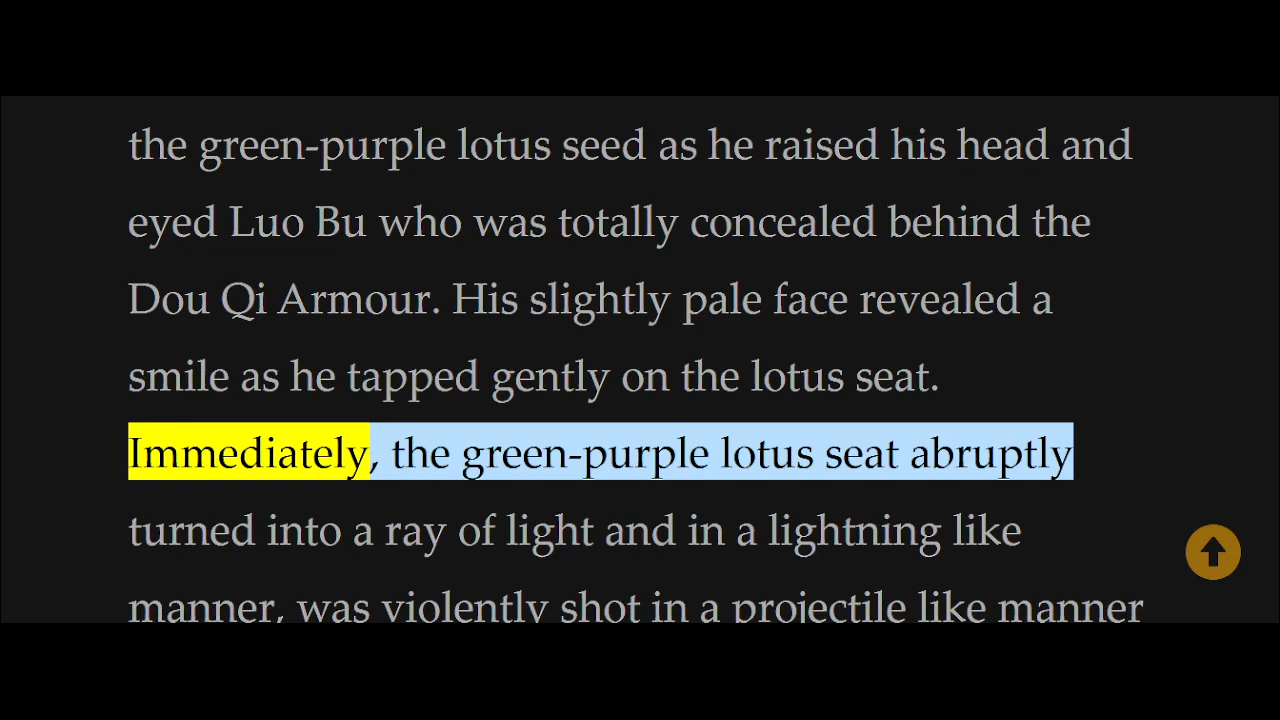 the green-purple lotus seed as he raised his head and
eyed Luo Bu who was totally concealed behind the
Dou Qi Armour. His slightly pale face revealed a
smile as he tapped gently on the lotus seat.
Immediately, the green-purple lotus seat abruptly
turned into a ray of light and in a lightning like
manner, was violently shot in a projectile like manner